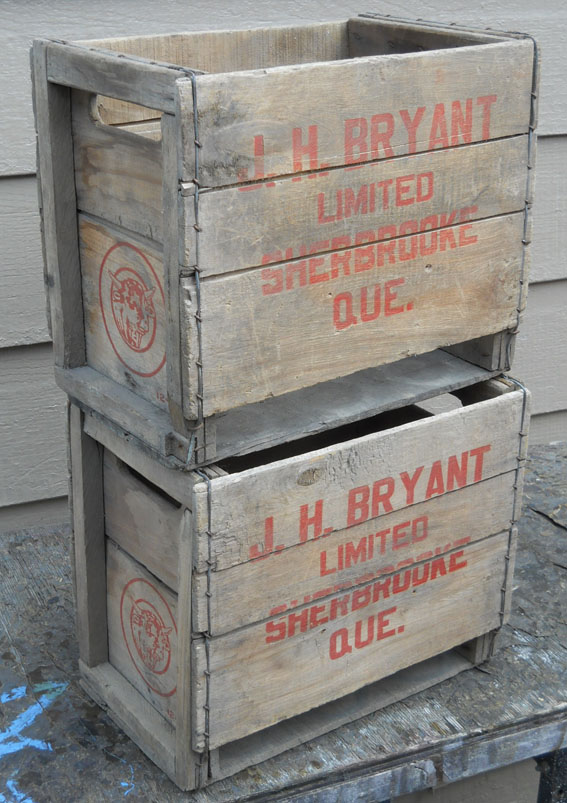 J. H. BRYANT
LIMITED
SHERBROOKE
QUE.
J. H. BRYANT
LIMITED
SHERBROOKE
QUE.